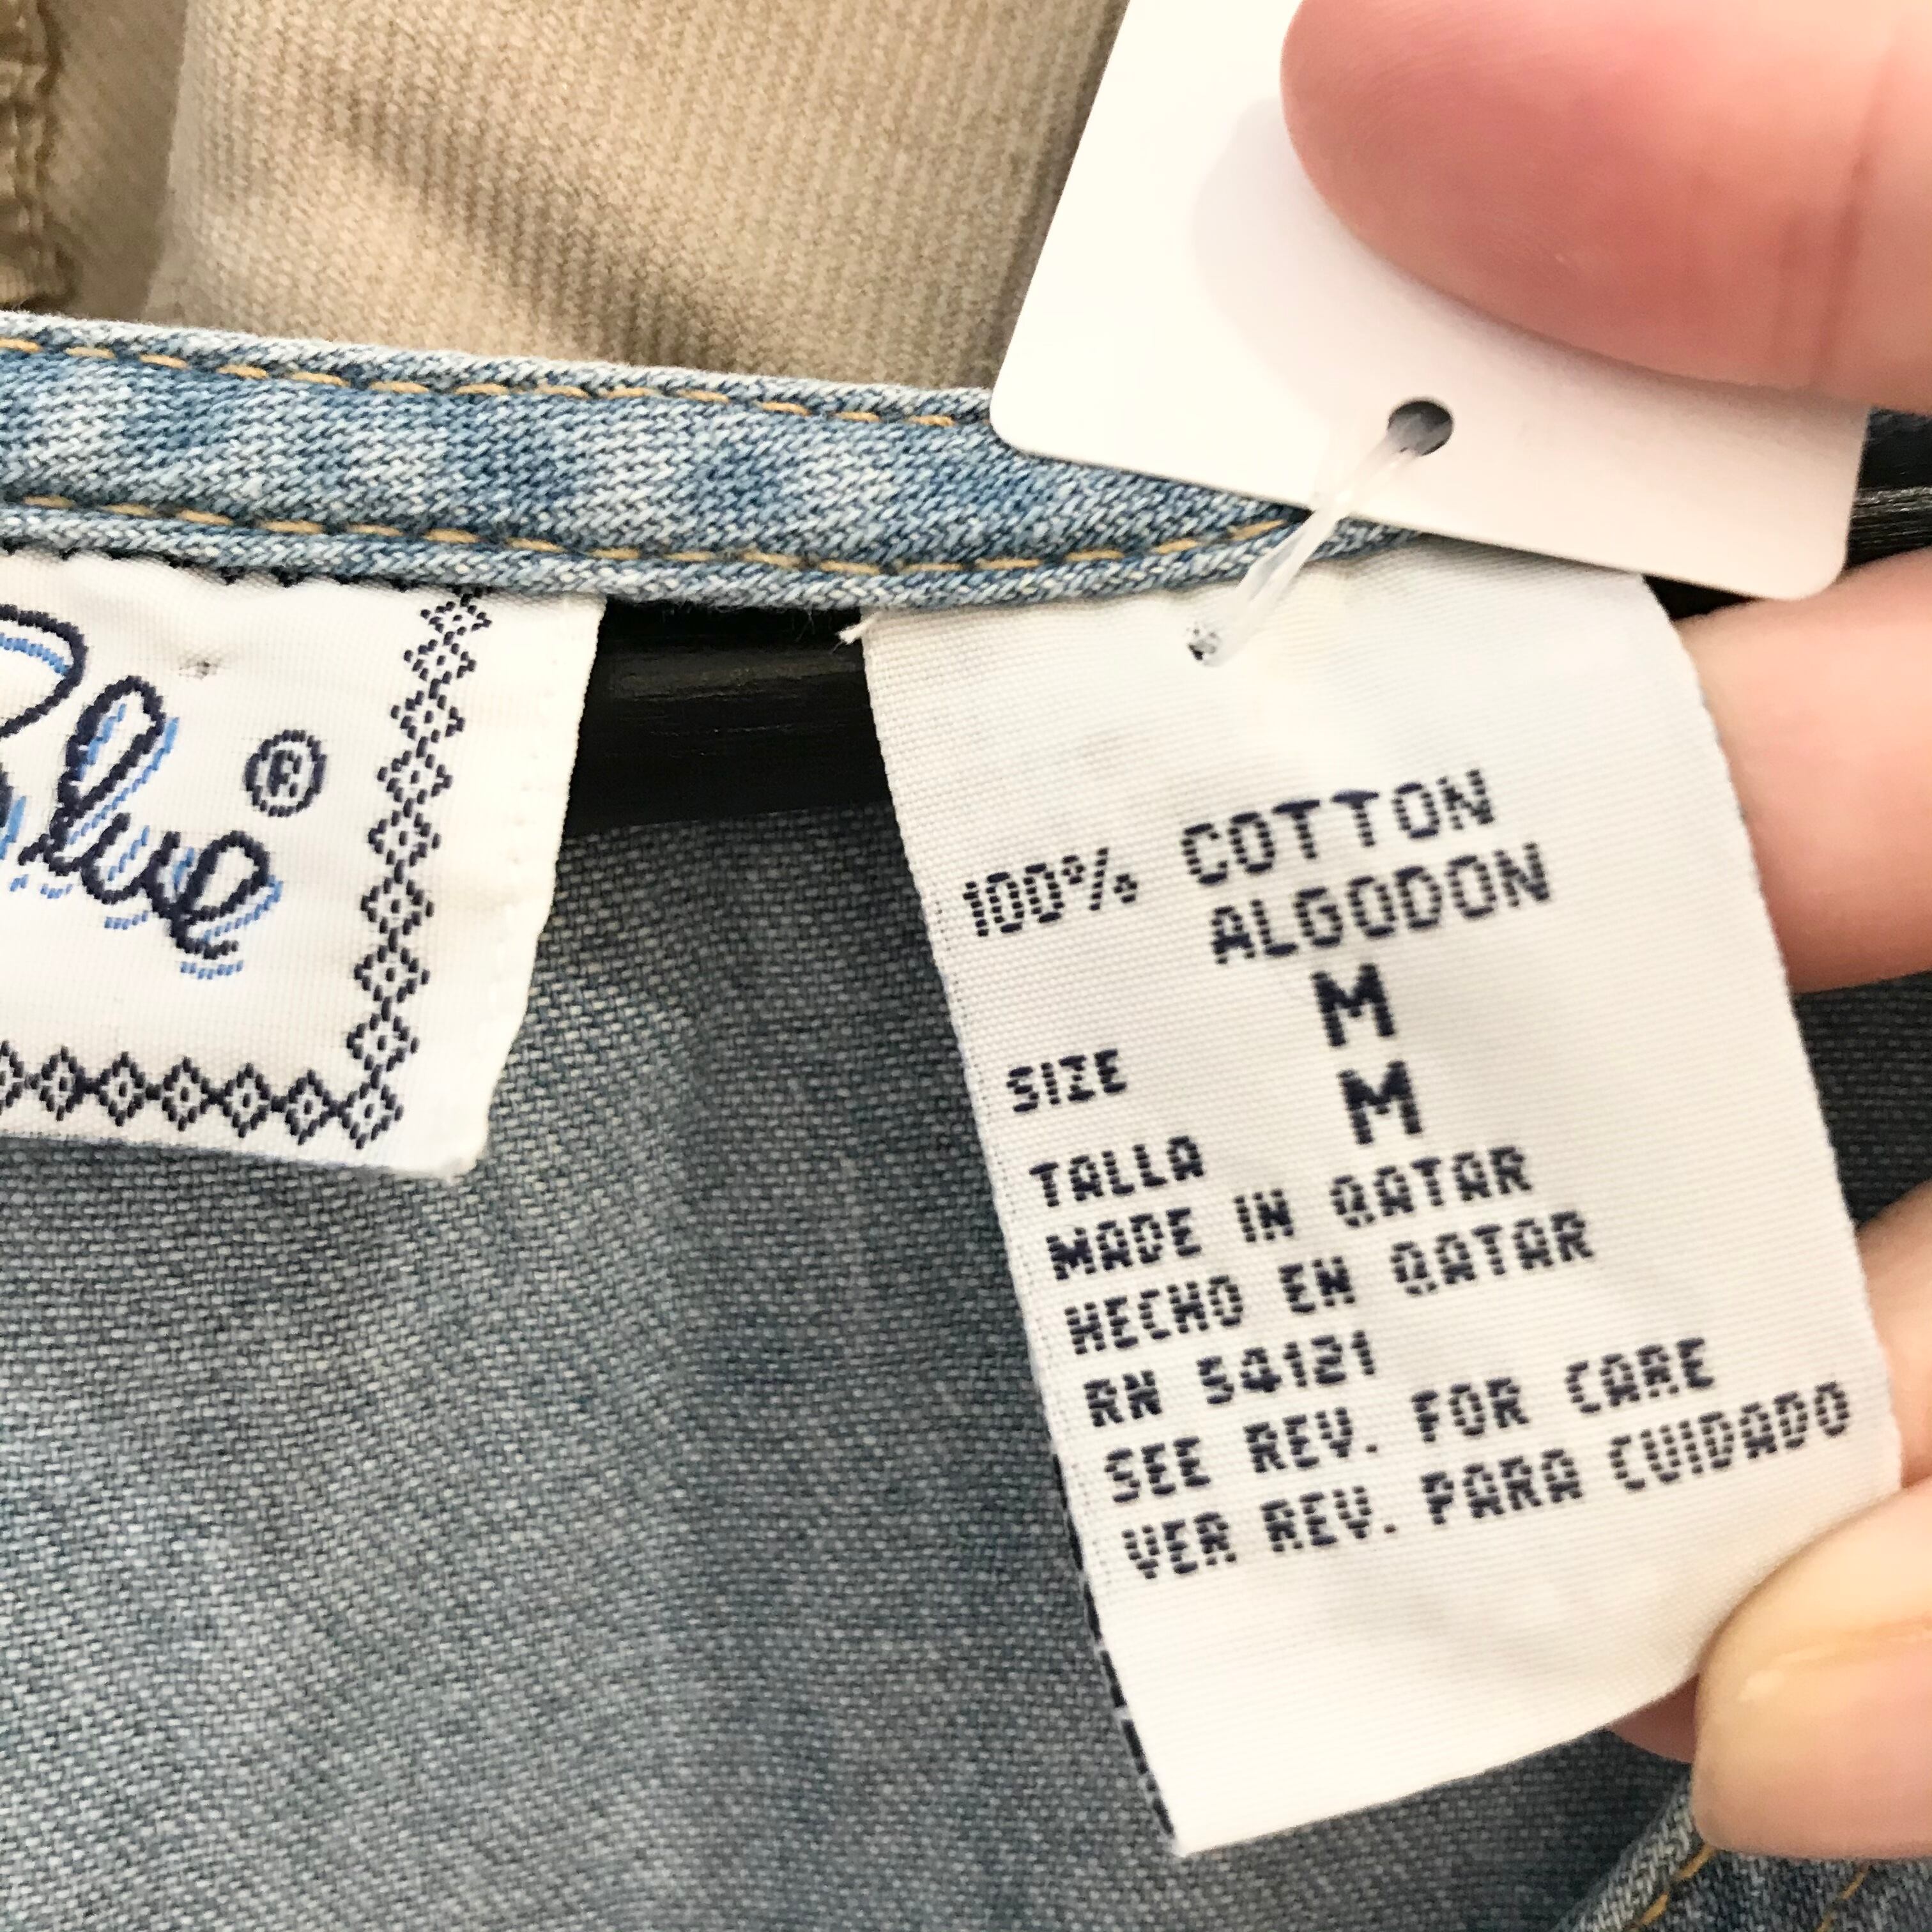 Blue ®
100% COTTON
ALGODON
M
SIZE
M
TALLA
MADE IN QATAR
HECHO EN QATAR
RN 54121
SEE REV. FOR CARE
VER REV. PARA CUIDADO